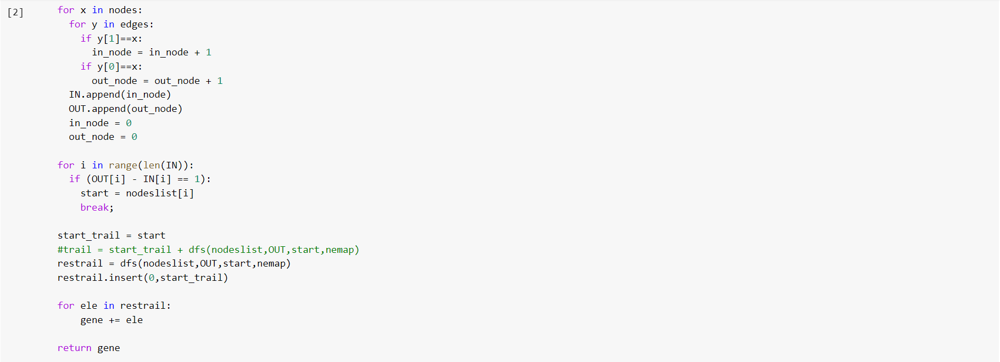 [2]
for x in nodes:
  for y in edges:
    if y[1]==x:
      in_node = in_node + 1
    if y[0]==x:
      out_node = out_node + 1
  IN.append(in_node)
  OUT.append(out_node)
  in_node = 0
  out_node = 0

for i in range(len(IN)):
  if (OUT[i] - IN[i] == 1):
    start = nodeslist[i]
    break;

start_trail = start
#trail = start_trail + dfs(nodeslist,OUT,start,nemap)
restrail = dfs(nodeslist,OUT,start,nemap)
restrail.insert(0,start_trail)

for ele in restrail:
    gene += ele

return gene